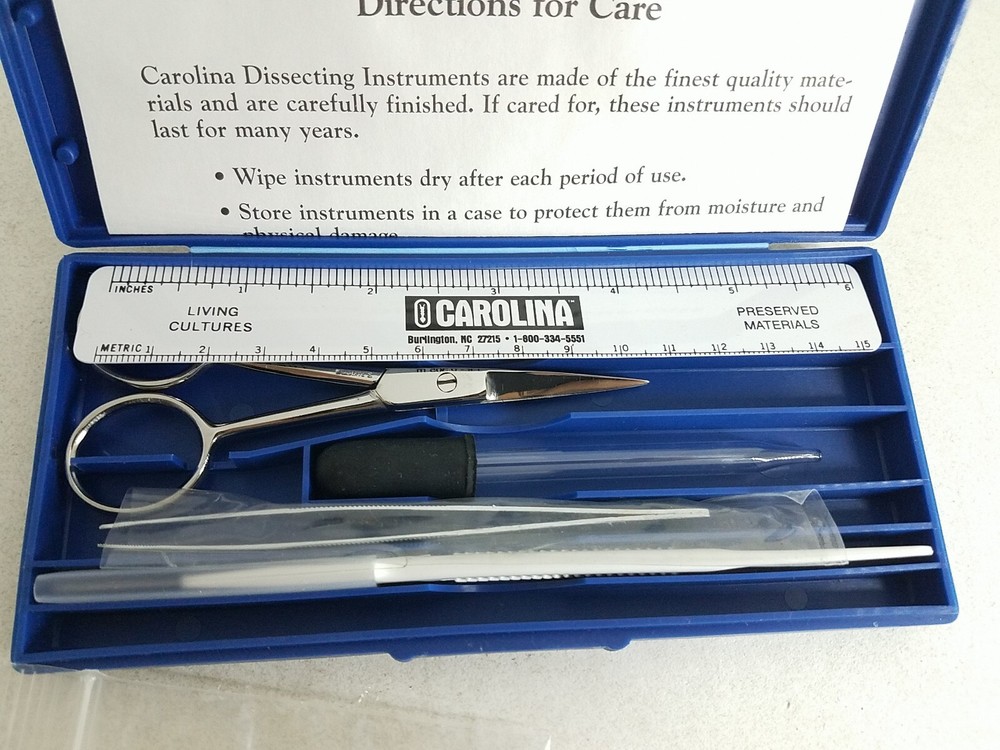 Directions for Care
Carolina Dissecting Instruments are made of the finest quality mate-
rials and are carefully finished. If cared for, these instruments should
last for many years.
• Wipe instruments dry after each period of use.
• Store instruments in a case to protect them from moisture and
physical damage
INCHES 1 2 3 4 5 6
LIVING
CULTURES
CAROLINA™
Burlington, NC 27215 • 1-800-334-5551
PRESERVED
MATERIALS
METRIC 1 2 3 4 5 6 7 8 9 10 11 12 13 14 15